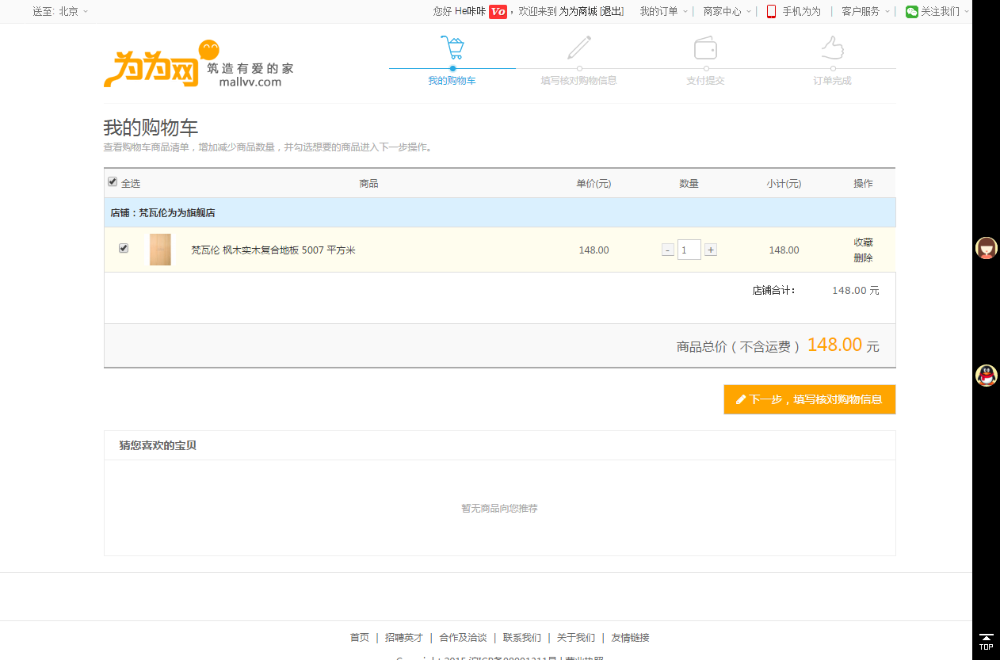 送至: 北京
您好 He咔咔 Vo ，欢迎来到 为为商城 [退出]
我的订单 | 商家中心 | 手机为为 | 客户服务 | 关注我们
为为网
筑造有爱的家
mallvv.com
我的购物车 填写核对购物信息 支付提交 订单完成
我的购物车
查看购物车商品清单，增加减少商品数量，并勾选想要的商品进入下一步操作。
全选 商品 单价(元) 数量 小计(元) 操作
店铺：梵瓦伦为为旗舰店
梵瓦伦 枫木实木复合地板 5007 平方米 148.00 - 1 + 148.00 收藏
删除
店铺合计： 148.00 元
商品总价（不含运费） 148.00 元
下一步，填写核对购物信息
猜您喜欢的宝贝
暂无商品向您推荐
首页 | 招聘英才 | 合作及洽谈 | 联系我们 | 关于我们 | 友情链接
TOP